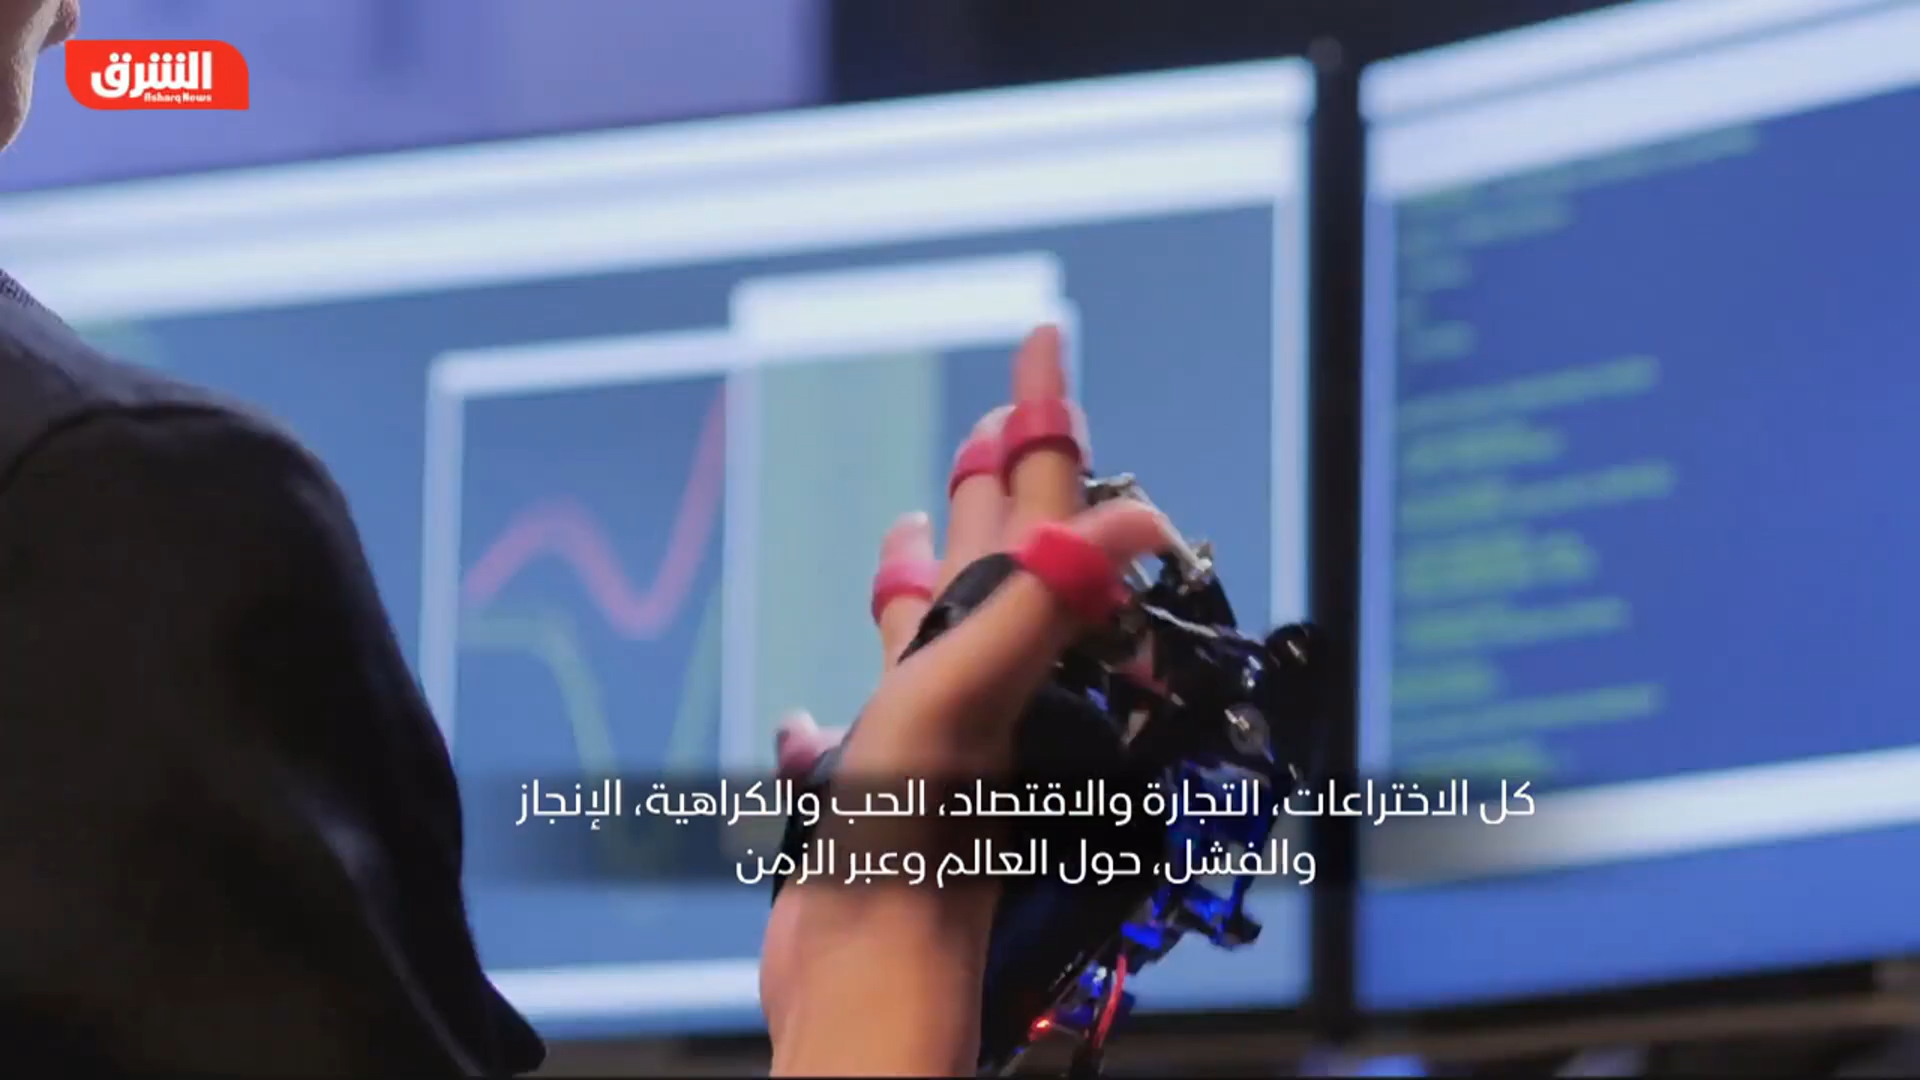 الشرق
Asharq News
كل الاختراعات، التجارة والاقتصاد، الحب والكراهية، الإنجاز
والفشل، حول العالم وعبر الزمن